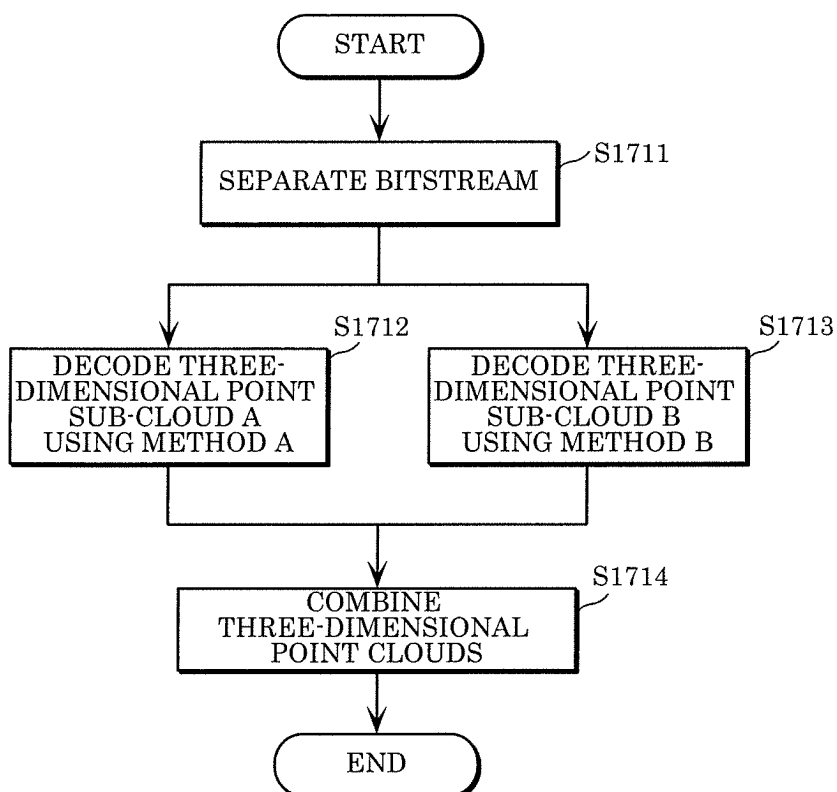 START
S1711
SEPARATE BITSTREAM
S1712
DECODE THREE-
DIMENSIONAL POINT
SUB-CLOUD A
USING METHOD A
S1713
DECODE THREE-
DIMENSIONAL POINT
SUB-CLOUD B
USING METHOD B
S1714
COMBINE
THREE-DIMENSIONAL
POINT CLOUDS
END